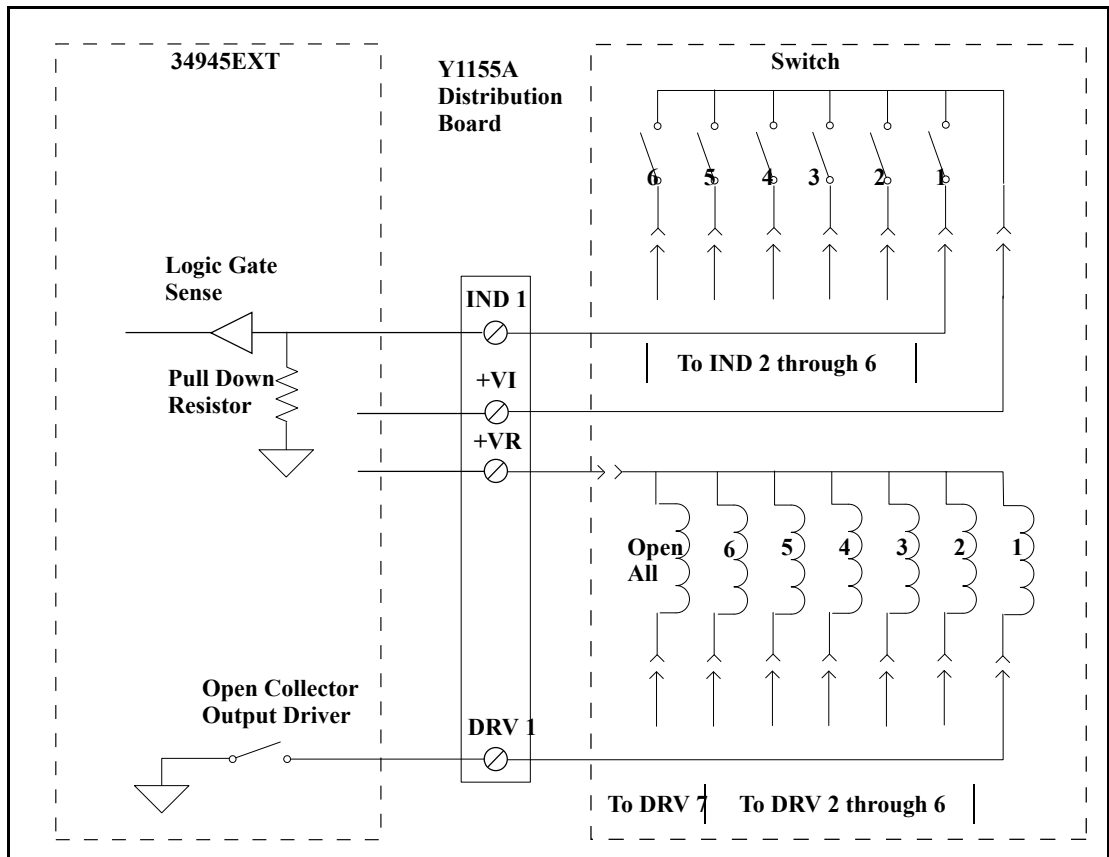 34945EXT
Y1155A
Distribution
Board
Switch
6 5 4 3 2 1
Logic Gate
Sense
IND 1
To IND 2 through 6
Pull Down
Resistor
+VI
+VR
Open
All
6 5 4 3 2 1
Open Collector
Output Driver
DRV 1
To DRV 7
To DRV 2 through 6